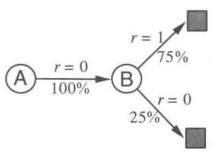 r = 1
75%
r = 0
A
100%
B
r = 0
25%